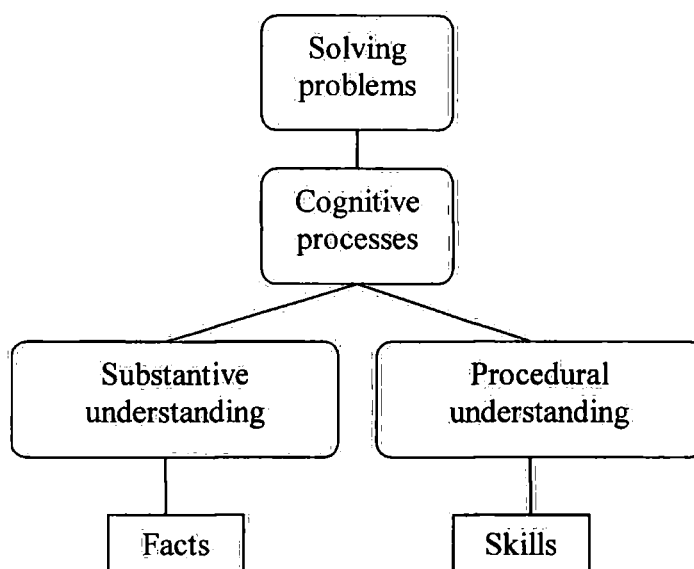 Solving
problems
Cognitive
processes
Substantive
understanding
Procedural
understanding
Facts
Skills